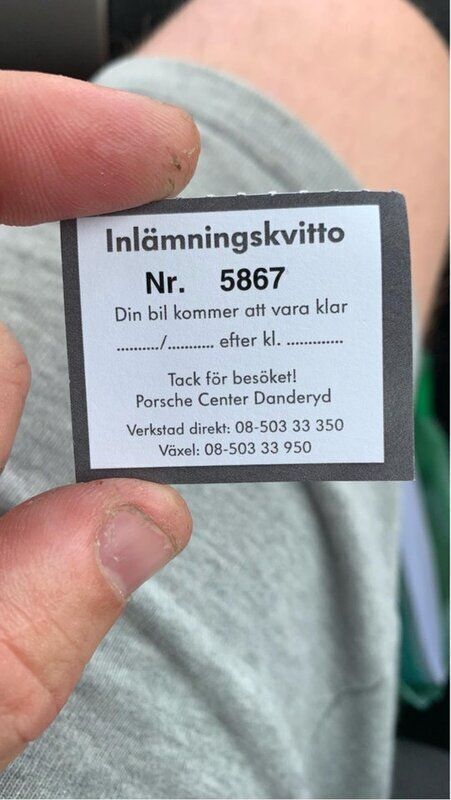 Inlämningskvitto
Nr. 5867
Din bil kommer att vara klar
........../........... efter kl. .............
Tack för besöket!
Porsche Center Danderyd
Verkstad direkt: 08-503 33 350
Växel: 08-503 33 950